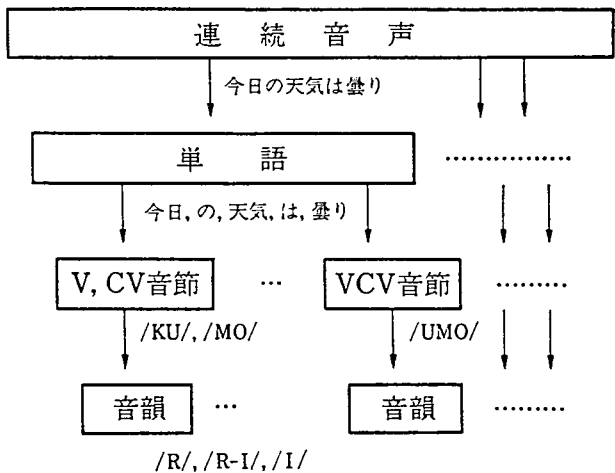 連続音声
今日の天気は曇り
単語
…………………
今日, の, 天気, は, 曇り
V, CV音節 … VCV音節 …………
/KU/, /MO/ /UMO/
音韻 … 音韻 …………
/R/, /R-I/, /I/